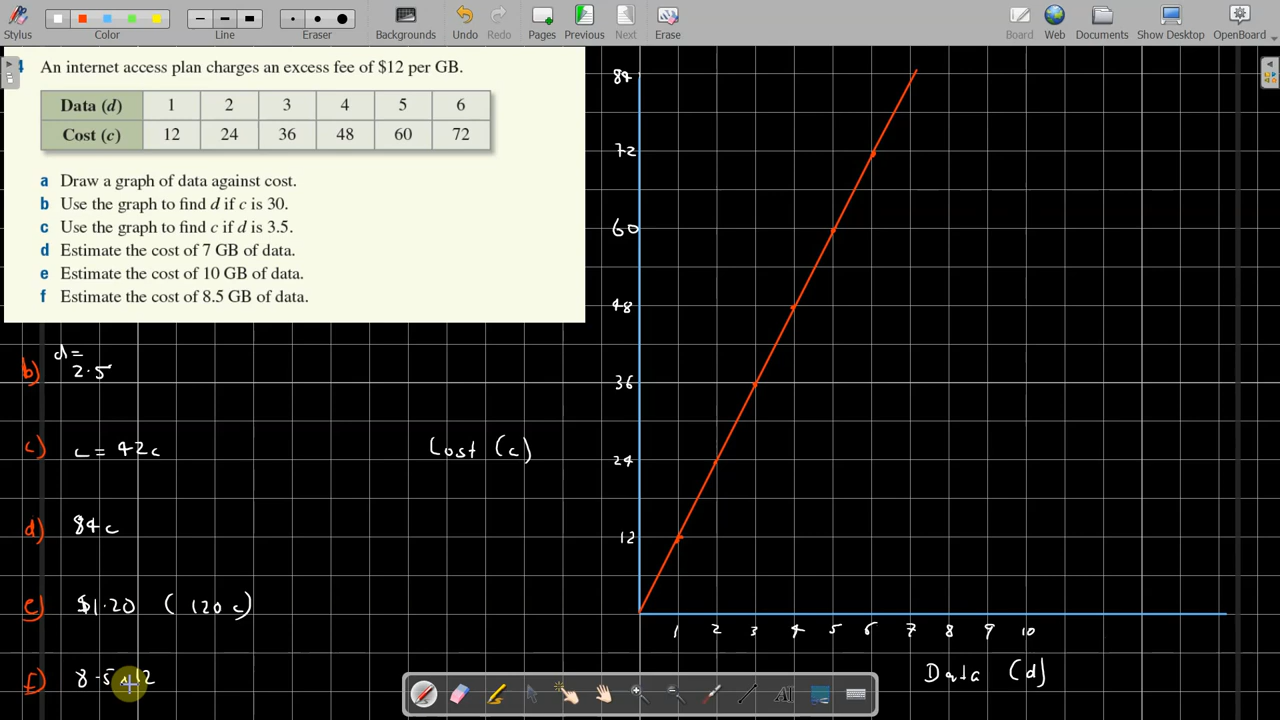 Stylus Color Line Eraser Backgrounds Undo Redo Pages Previous Next Erase Board Web Documents Show Desktop OpenBoard
4 An internet access plan charges an excess fee of $12 per GB.
Data (d) 1 2 3 4 5 6
Cost (c) 12 24 36 48 60 72
a Draw a graph of data against cost.
b Use the graph to find d if c is 30.
c Use the graph to find c if d is 3.5.
d Estimate the cost of 7 GB of data.
e Estimate the cost of 10 GB of data.
f Estimate the cost of 8.5 GB of data.
b) d =
2.5
c) c = 42c
d) 84c
e) $1.20 (120c)
f) 8.5 x 12
Cost (c)
84
72
60
48
36
24
12
1 2 3 4 5 6 7 8 9 10
Data (d)
AI